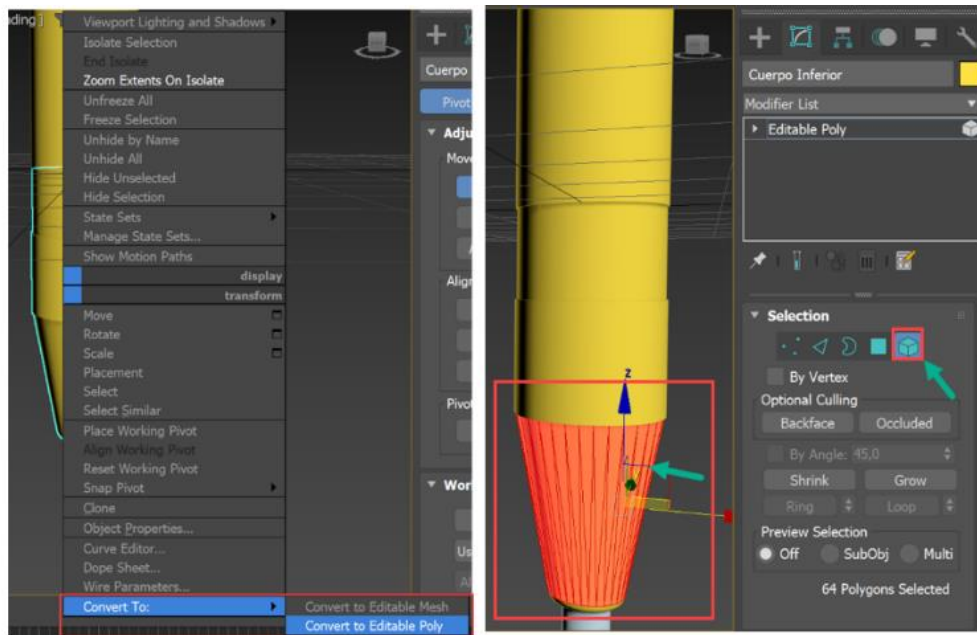 ding ]
Viewport Lighting and Shadows
Isolate Selection
End Isolate
Zoom Extents On Isolate
Unfreeze All
Freeze Selection
Unhide by Name
Unhide All
Hide Unselected
Hide Selection
State Sets
Manage State Sets...
Show Motion Paths
display
transform
Move
Rotate
Scale
Placement
Select
Select Similar
Place Working Pivot
Align Working Pivot
Reset Working Pivot
Snap Pivot
Clone
Object Properties...
Curve Editor...
Dope Sheet...
Wire Parameters...
Convert To:
Convert to Editable Mesh
Convert to Editable Poly
Cuerpo
Pivot
Adju
Move
A
Align
Pivot
Wor
Us
Al
z
Cuerpo Inferior
Modifier List
Editable Poly
Selection
By Vertex
Optional Culling
Backface Occluded
By Angle: 45,0
Shrink Grow
Ring Loop
Preview Selection
Off SubObj Multi
64 Polygons Selected